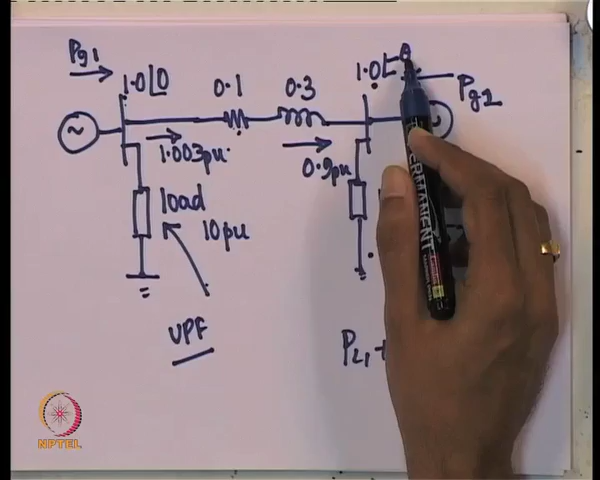 Pg1
1.0∠0
0.1
0.3
1.0∠-θ
Pg2
1.003pu.
0.9pu
load
10pu
UPF
PL1 +
PERMANENT
NPTEL